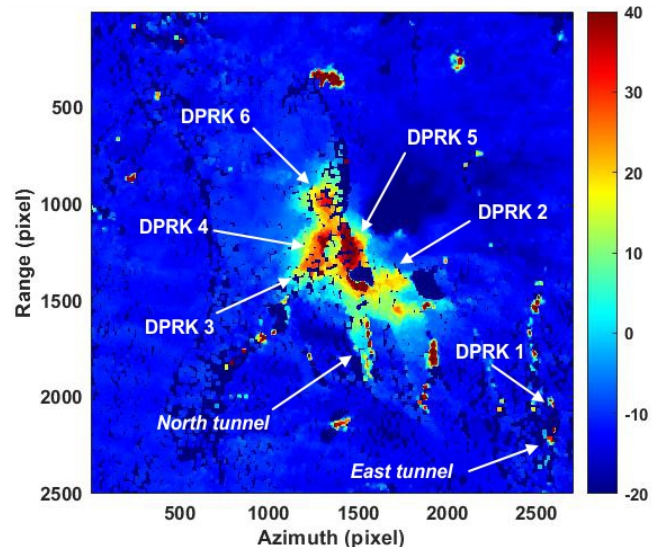 40
30
20
10
0
-10
-20
500
1000
1500
2000
2500
Range (pixel)
500
1000
1500
2000
2500
Azimuth (pixel)
DPRK 6
DPRK 5
DPRK 4
DPRK 2
DPRK 3
DPRK 1
North tunnel
East tunnel